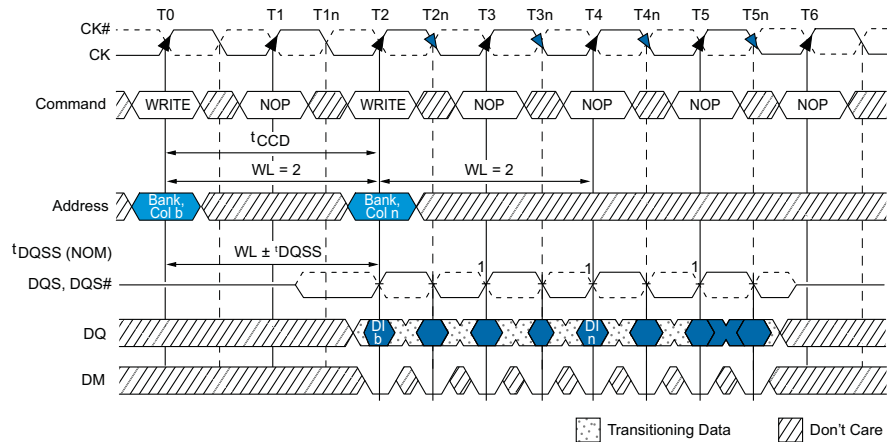 T0 T1 T1n T2 T2n T3 T3n T4 T4n T5 T5n T6
CK#
CK
Command WRITE NOP WRITE NOP NOP NOP NOP
tCCD
WL = 2 WL = 2
Address Bank, Col b Bank, Col n
tDQSS (NOM) WL ± tDQSS
DQS, DQS# 1 1 1
DQ DI b DI n
DM
Transitioning Data Don't Care